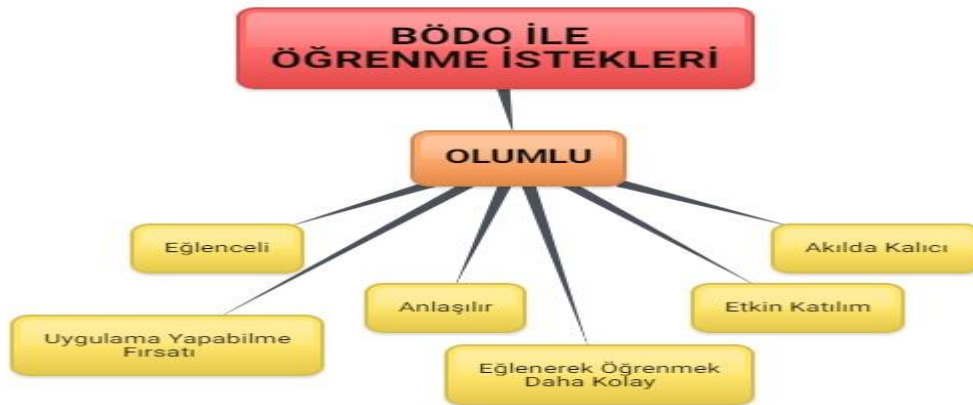 BÖDO İLE
ÖĞRENME İSTEKLERİ
OLUMLU
Eğlenceli
Akılda Kalıcı
Anlaşılır
Etkin Katılım
Uygulama Yapabilme
Fırsatı
Eğlenerek Öğrenmek
Daha Kolay